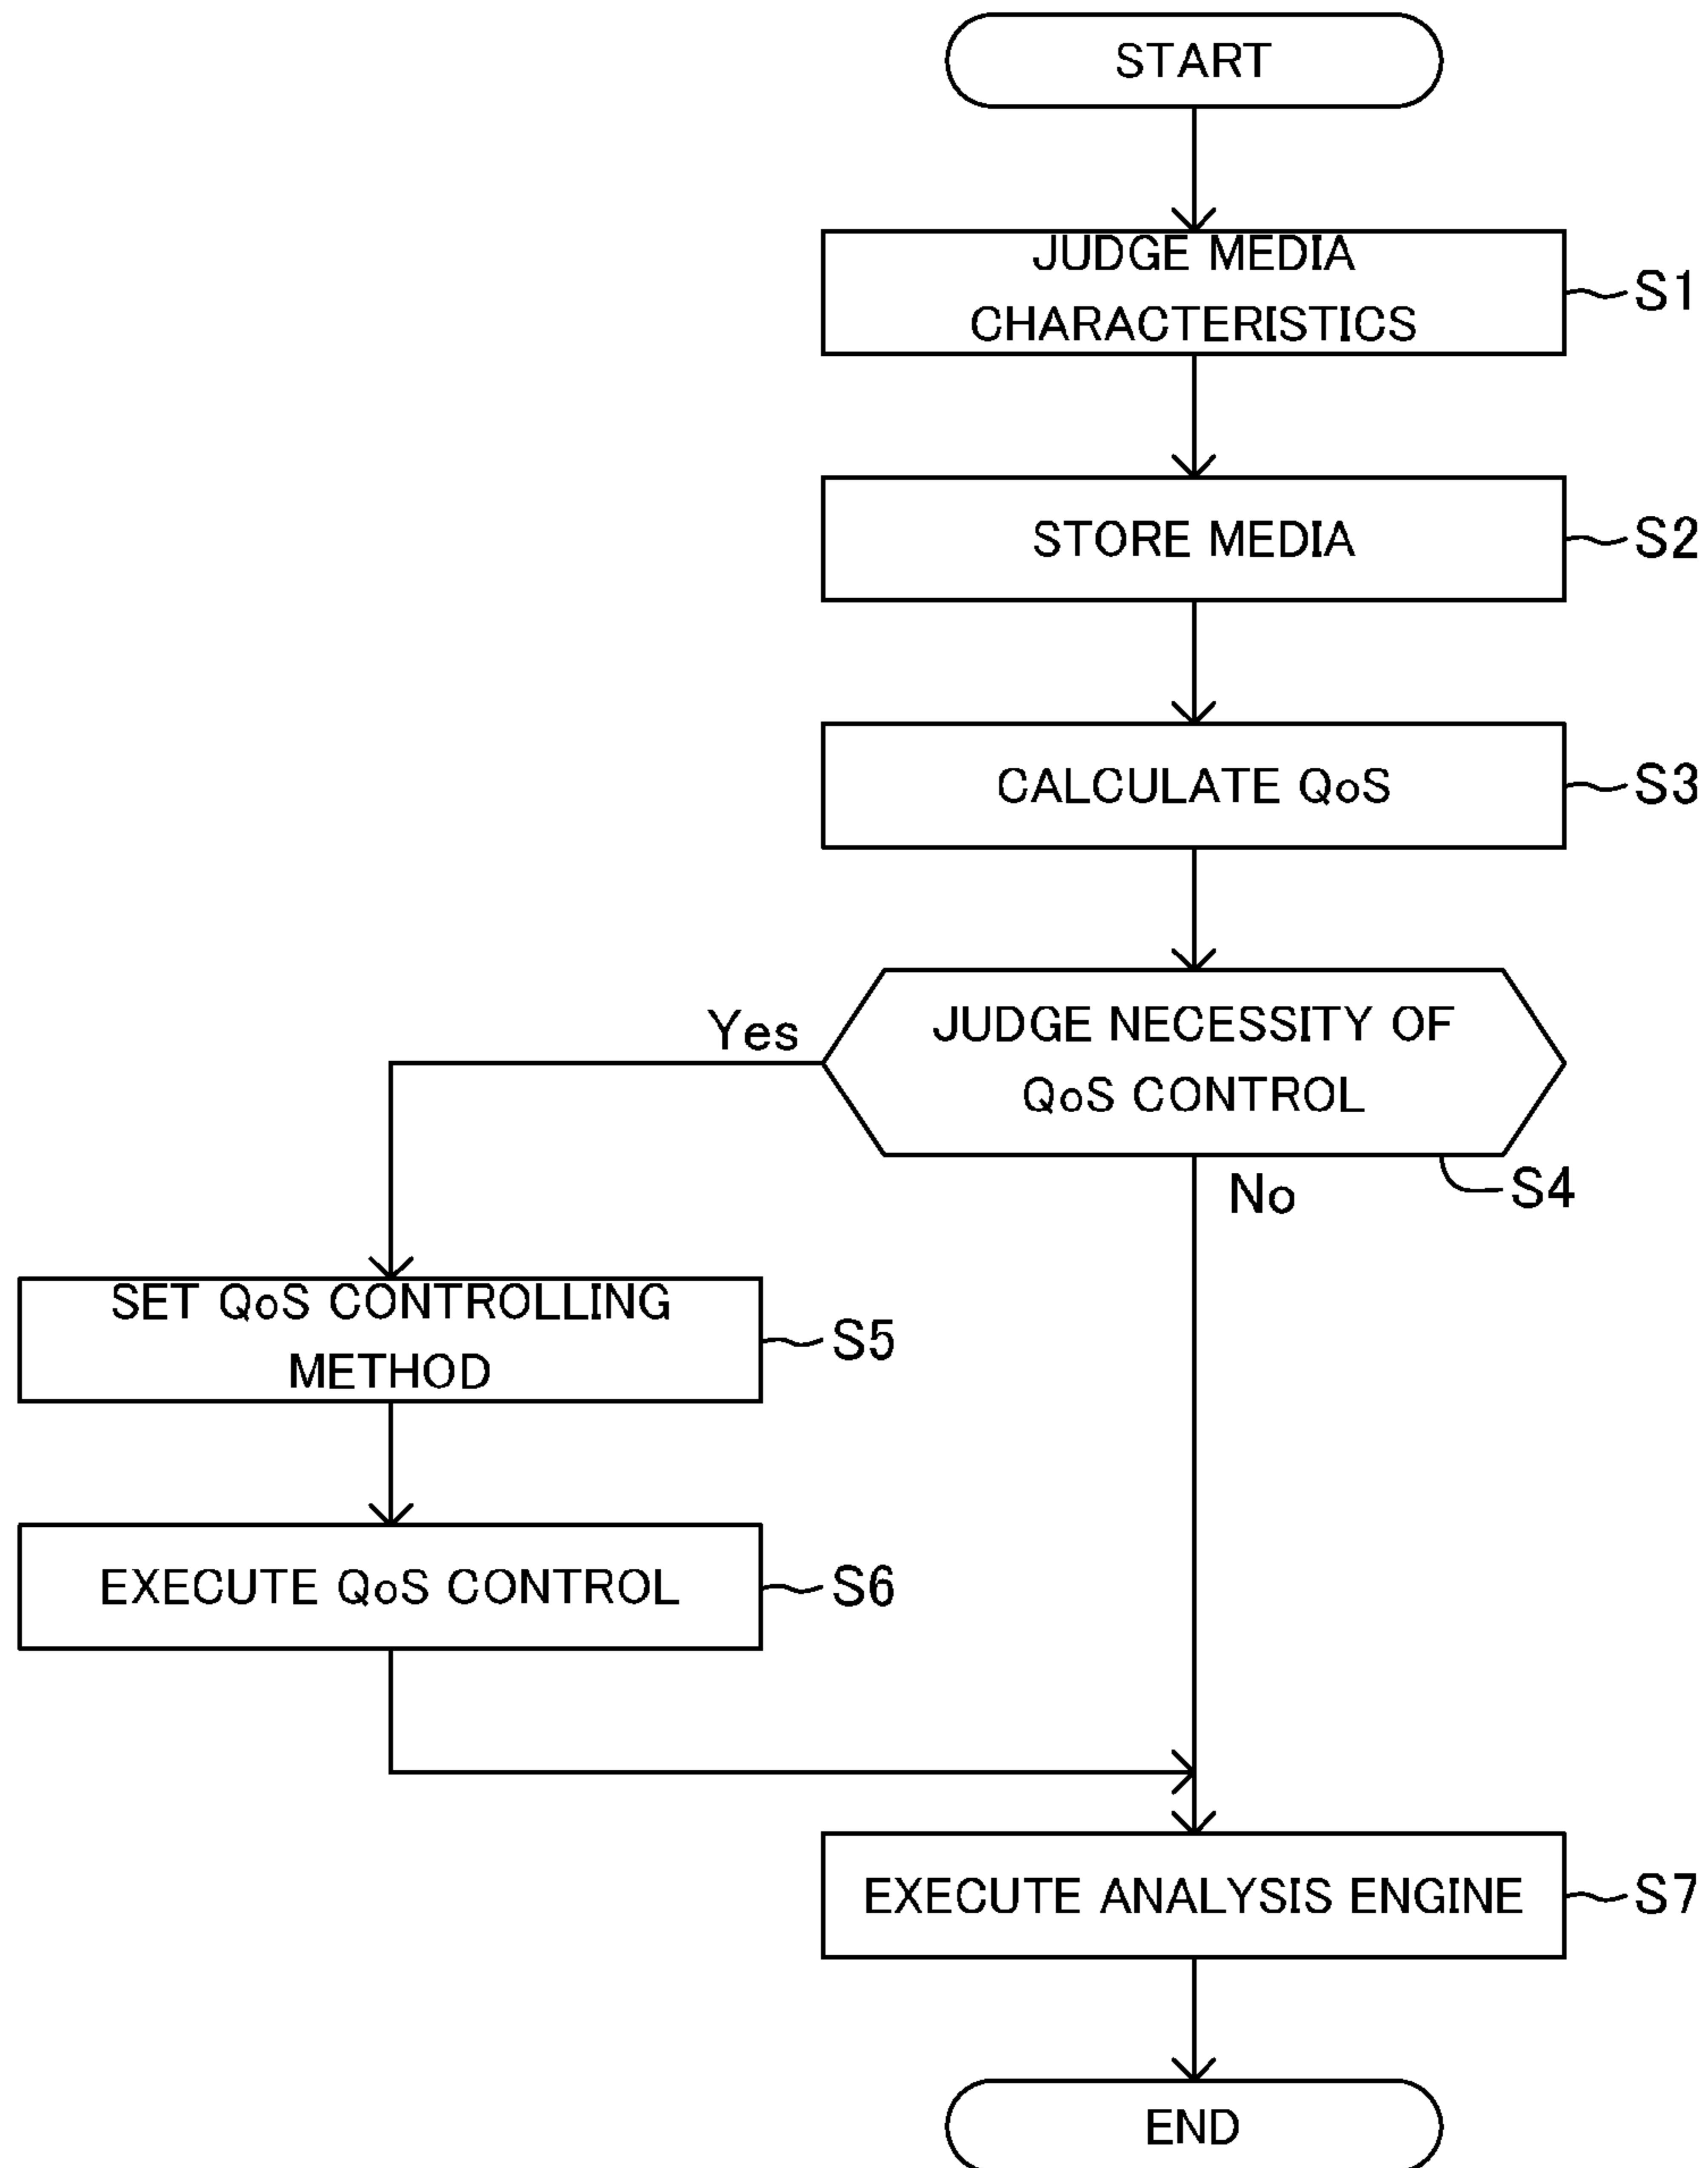 START
JUDGE MEDIA
CHARACTERISTICS
S1
STORE MEDIA
S2
CALCULATE QoS
S3
JUDGE NECESSITY OF
QoS CONTROL
Yes
No
S4
SET QoS CONTROLLING
METHOD
S5
EXECUTE QoS CONTROL
S6
EXECUTE ANALYSIS ENGINE
S7
END